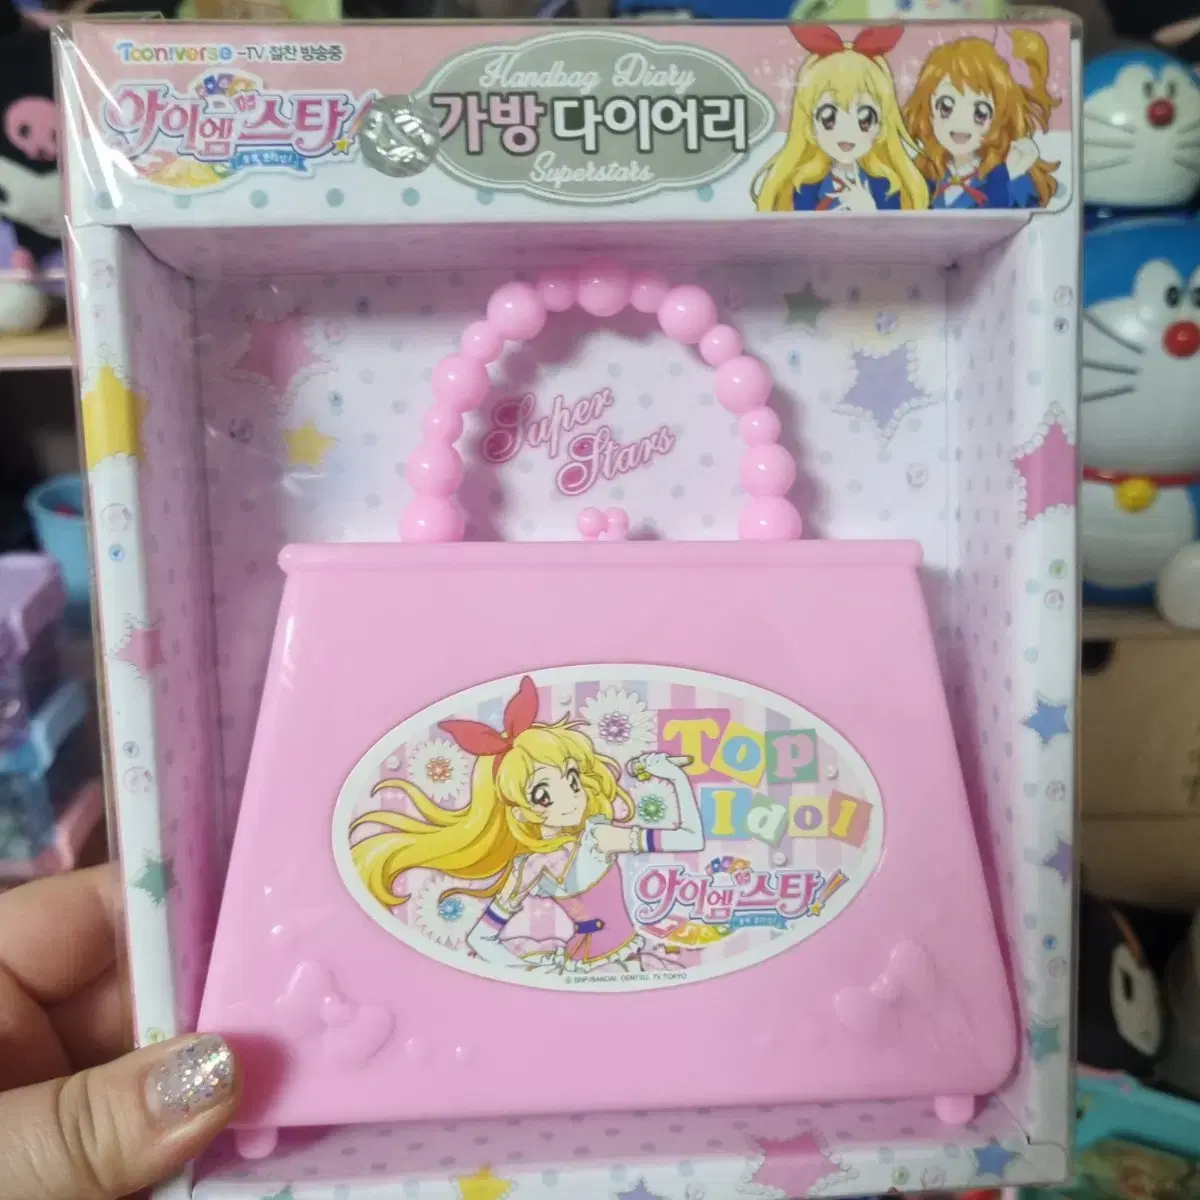 Tooniverse -TV 절찬 방송중
아이엠 스타!
Handbag Diary
가방 다이어리
Superstars
Super
Stars
Top
Idol
아이엠 스타!
© BNP/BANDAI, DENTSU, TV TOKYO